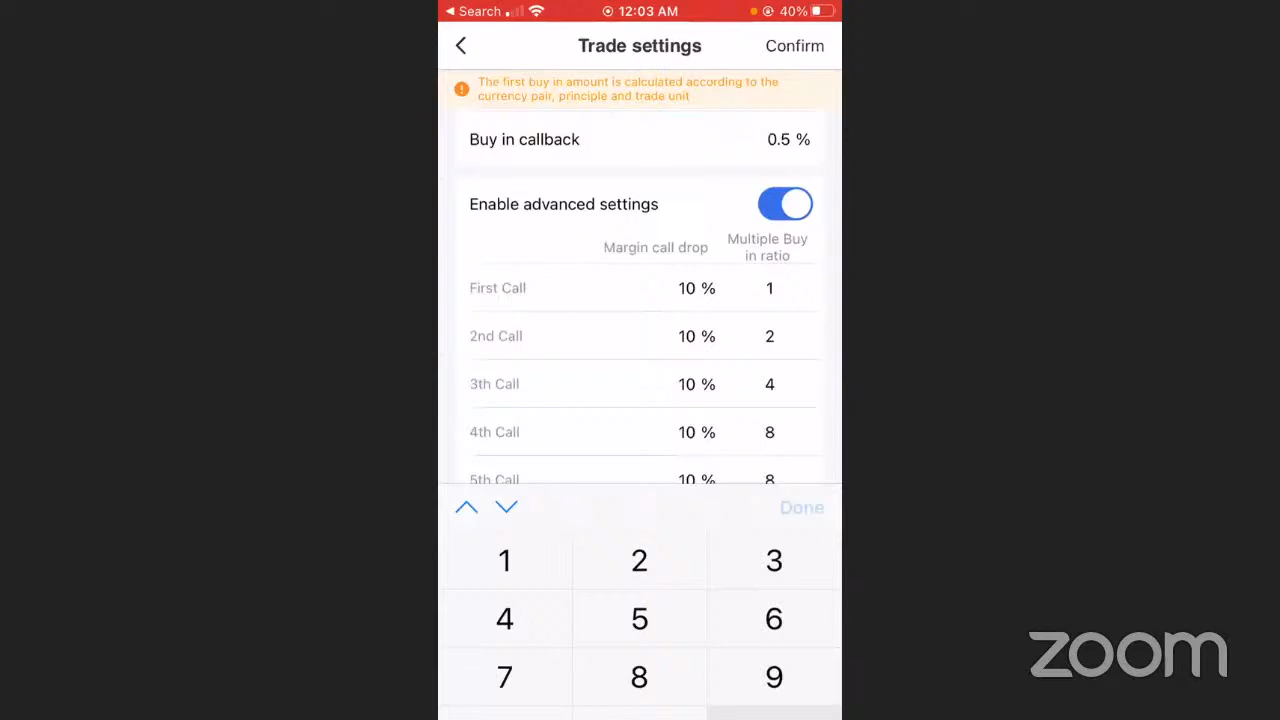 Search 12:03 AM 40%
Trade settings Confirm
The first buy in amount is calculated according to the
currency pair, principle and trade unit
Buy in callback 0.5 %
Enable advanced settings
Margin call drop Multiple Buy
in ratio
First Call 10 % 1
2nd Call 10 % 2
3th Call 10 % 4
4th Call 10 % 8
5th Call 10 % 8
Done
1 2 3
4 5 6
7 8 9
zoom